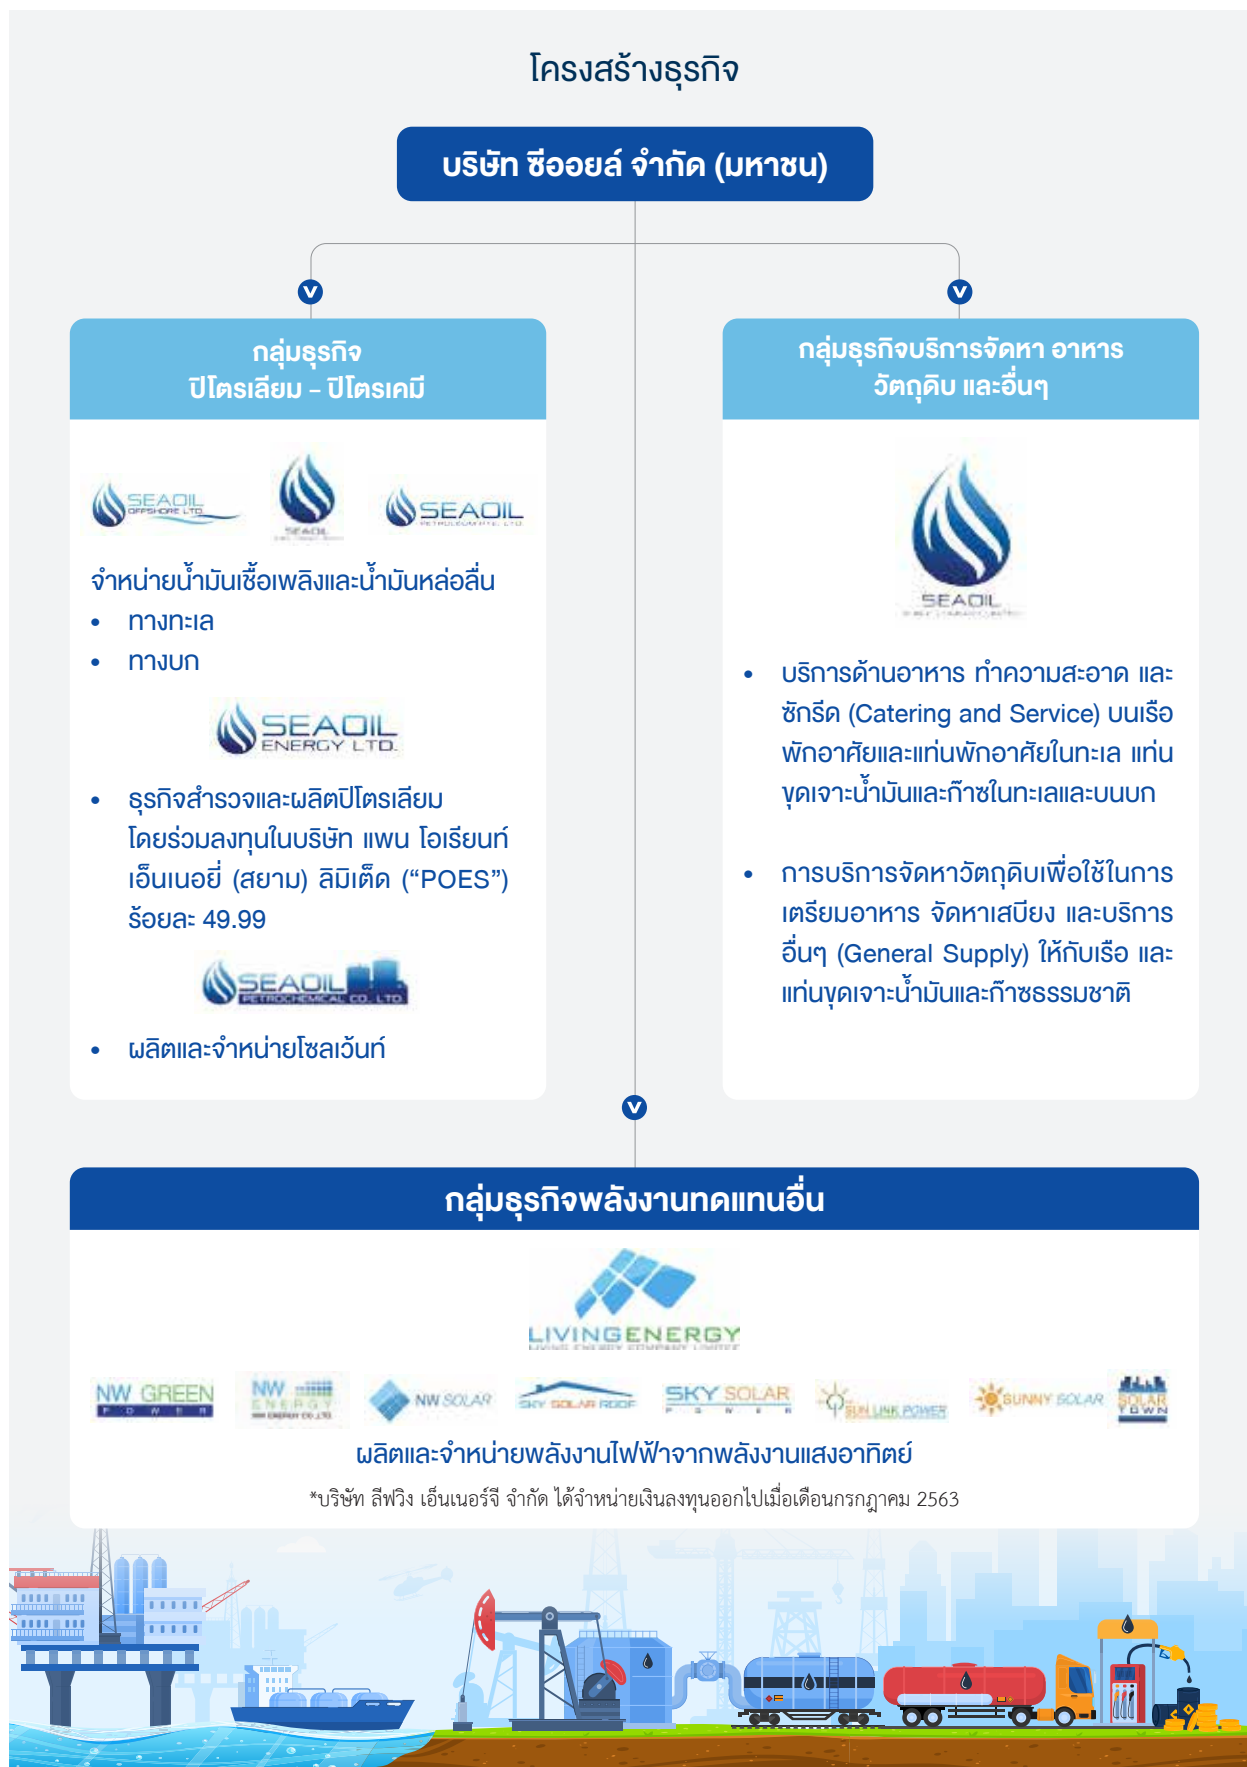 โครงสร้างธุรกิจ
บริษัท ซีออยล์ จำกัด (มหาชน)
กลุ่มธุรกิจ
ปิโตรเลียม – ปิโตรเคมี
SEAOIL
OFFSHORE LTD.
SEAOIL
SEAOIL
PETROLEUM PTE. LTD.
จำหน่ายน้ำมันเชื้อเพลิงและน้ำมันหล่อลื่น
• ทางทะเล
• ทางบก
SEAOIL
ENERGY LTD.
• ธุรกิจสำรวจและผลิตปิโตรเลียม
โดยร่วมลงทุนในบริษัท แพน โอเรียนท์
เอ็นเนอยี่ (สยาม) ลิมิเต็ด (“POES”)
ร้อยละ 49.99
SEAOIL
PETROCHEMICAL CO. LTD.
• ผลิตและจำหน่ายโซลเว้นท์
กลุ่มธุรกิจบริการจัดหา อาหาร
วัตถุดิบ และอื่นๆ
SEAOIL
• บริการด้านอาหาร ทำความสะอาด และ
ซักรีด (Catering and Service) บนเรือ
พักอาศัยและแท่นพักอาศัยในทะเล แท่น
ขุดเจาะน้ำมันและก๊าซในทะเลและบนบก
• การบริการจัดหาวัตถุดิบเพื่อใช้ในการ
เตรียมอาหาร จัดหาเสบียง และบริการ
อื่นๆ (General Supply) ให้กับเรือ และ
แท่นขุดเจาะน้ำมันและก๊าซธรรมชาติ
กลุ่มธุรกิจพลังงานทดแทนอื่น
LIVINGENERGY
LIVING ENERGY COMPANY LIMITED
NW GREEN
POWER
NW
ENERGY
NW ENERGY CO.,LTD.
NW SOLAR
SKY SOLAR ROOF
SKY SOLAR
POWER
SUN LINK POWER
SUNNY SOLAR
SOLAR
TOWN
ผลิตและจำหน่ายพลังงานไฟฟ้าจากพลังงานแสงอาทิตย์
*บริษัท ลีฟวิง เอ็นเนอร์จี จำกัด ได้จำหน่ายเงินลงทุนออกไปเมื่อเดือนกรกฎาคม 2563